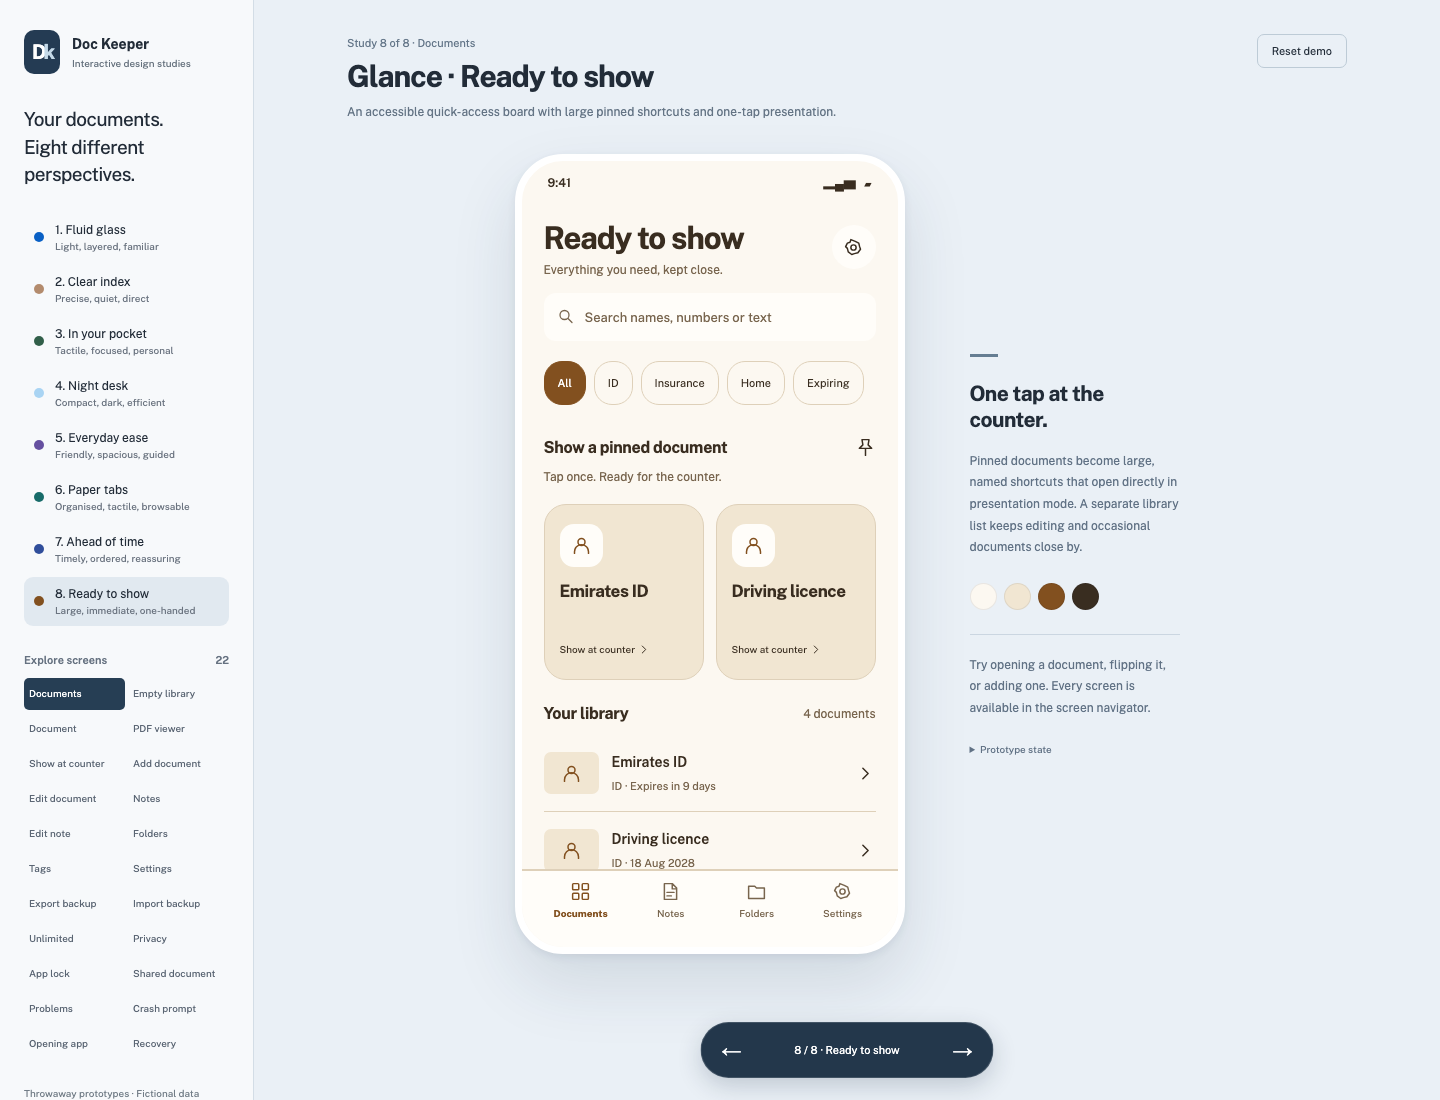 Dk
Doc Keeper
Interactive design studies
Your documents.
Eight different
perspectives.
1. Fluid glass
Light, layered, familiar
2. Clear index
Precise, quiet, direct
3. In your pocket
Tactile, focused, personal
4. Night desk
Compact, dark, efficient
5. Everyday ease
Friendly, spacious, guided
6. Paper tabs
Organised, tactile, browsable
7. Ahead of time
Timely, ordered, reassuring
8. Ready to show
Large, immediate, one-handed
Explore screens 22
Documents Empty library
Document PDF viewer
Show at counter Add document
Edit document Notes
Edit note Folders
Tags Settings
Export backup Import backup
Unlimited Privacy
App lock Shared document
Problems Crash prompt
Opening app Recovery
Throwaway prototypes · Fictional data
Study 8 of 8 · Documents
Glance · Ready to show
An accessible quick-access board with large pinned shortcuts and one-tap presentation.
Reset demo
9:41
Ready to show
Everything you need, kept close.
Search names, numbers or text
All ID Insurance Home Expiring
Show a pinned document
Tap once. Ready for the counter.
Emirates ID
Show at counter
Driving licence
Show at counter
Your library 4 documents
Emirates ID
ID · Expires in 9 days
Driving licence
ID · 18 Aug 2028
Documents Notes Folders Settings
One tap at the
counter.
Pinned documents become large,
named shortcuts that open directly in
presentation mode. A separate library
list keeps editing and occasional
documents close by.
Try opening a document, flipping it,
or adding one. Every screen is
available in the screen navigator.
Prototype state
8 / 8 · Ready to show